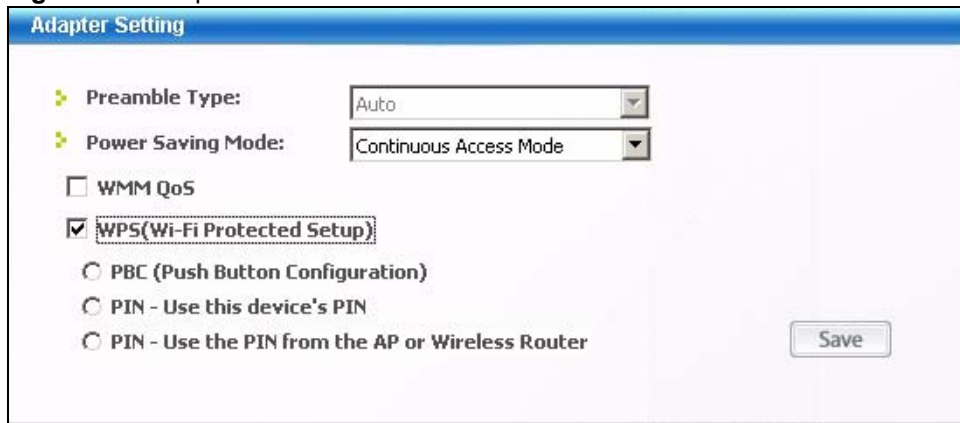 Adapter Setting
Preamble Type: Auto
Power Saving Mode: Continuous Access Mode
WMM QoS
WPS(Wi-Fi Protected Setup)
PBC (Push Button Configuration)
PIN - Use this device's PIN
PIN - Use the PIN from the AP or Wireless Router
Save